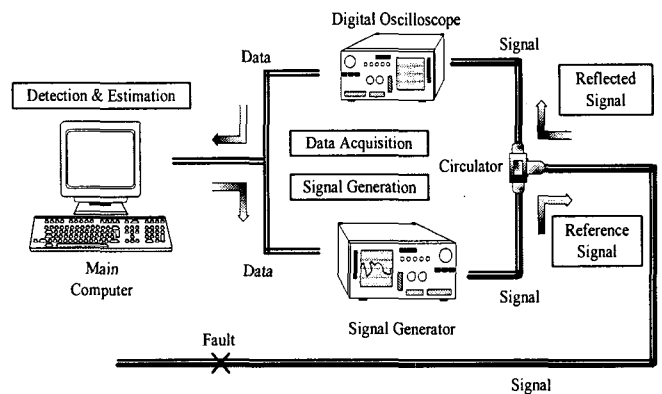 Digital Oscilloscope
Data
Signal
Detection & Estimation
Reflected
Signal
Data Acquisition
Circulator
Signal Generation
Reference
Signal
Main
Computer
Data
Signal
Signal Generator
Fault
Signal